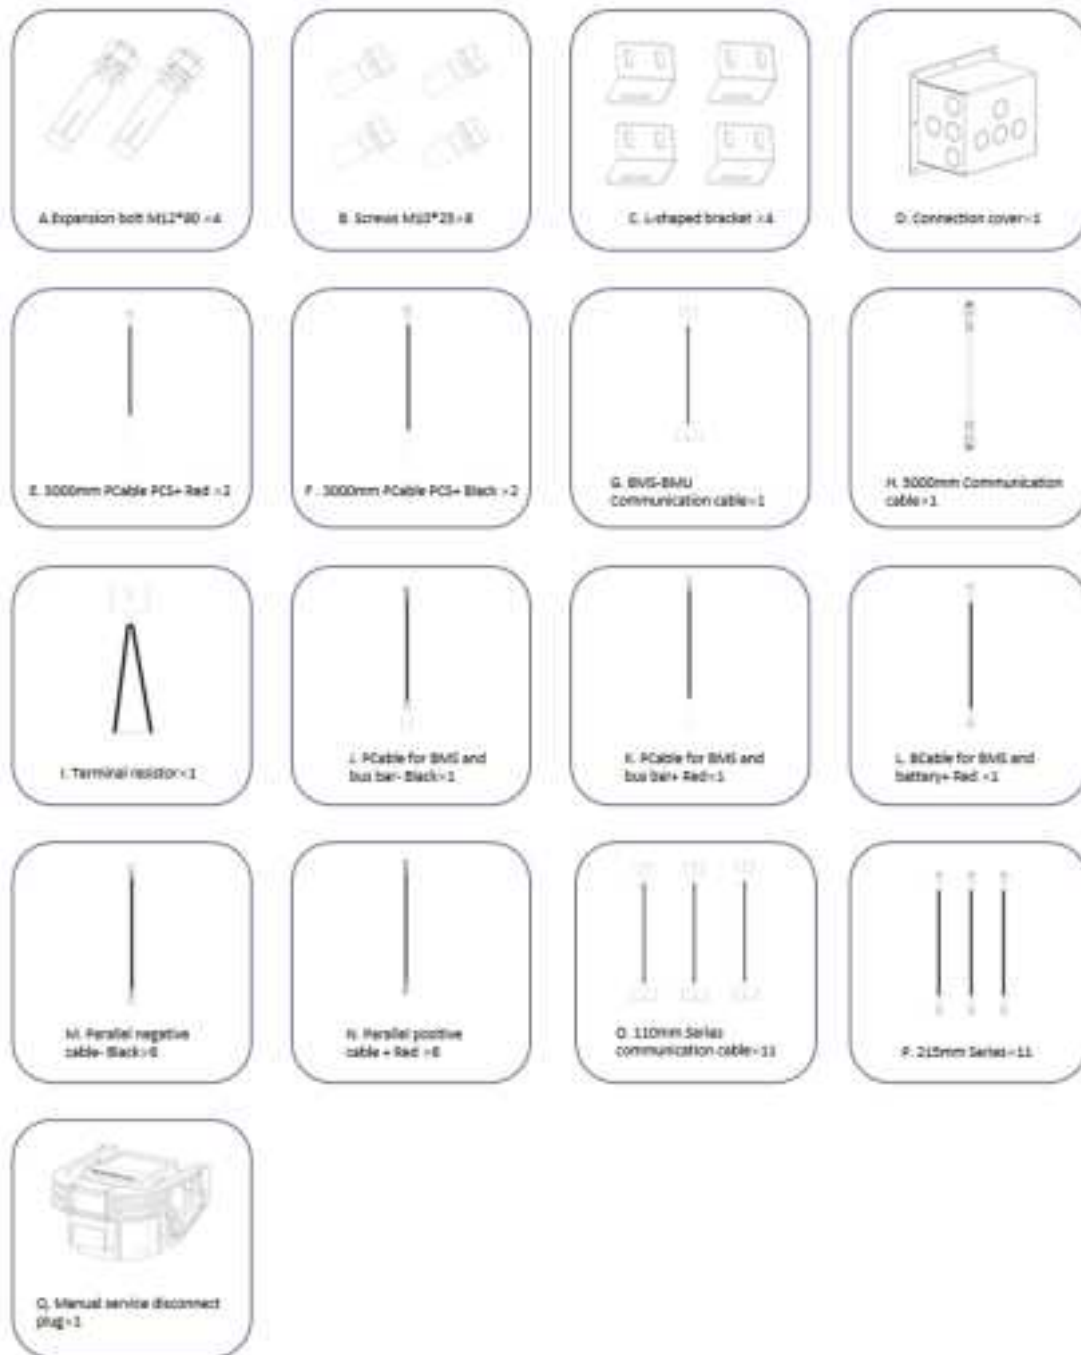 A.Expansion bolt M12*80 ×4
B. Screws M10*25×8
C. L-shaped bracket ×4
D. Connection cover×1
E. 3000mm PCable PCS+ Red ×2
F. 3000mm PCable PCS+ Black ×2
G. BMS-BMU
Communication cable×1
H. 3000mm Communication
cable×1
I. Terminal resistor×1
J. PCable for BMS and
bus bar- Black×1
K. PCable for BMS and
bus bar+ Red×1
L. BCable for BMS and
battery+ Red ×1
M. Parallel negative
cable- Black×6
N. Parallel positive
cable + Red ×6
O. 110mm Series
communication cable×11
P. 215mm Series×11
Q. Manual service disconnect
plug×1